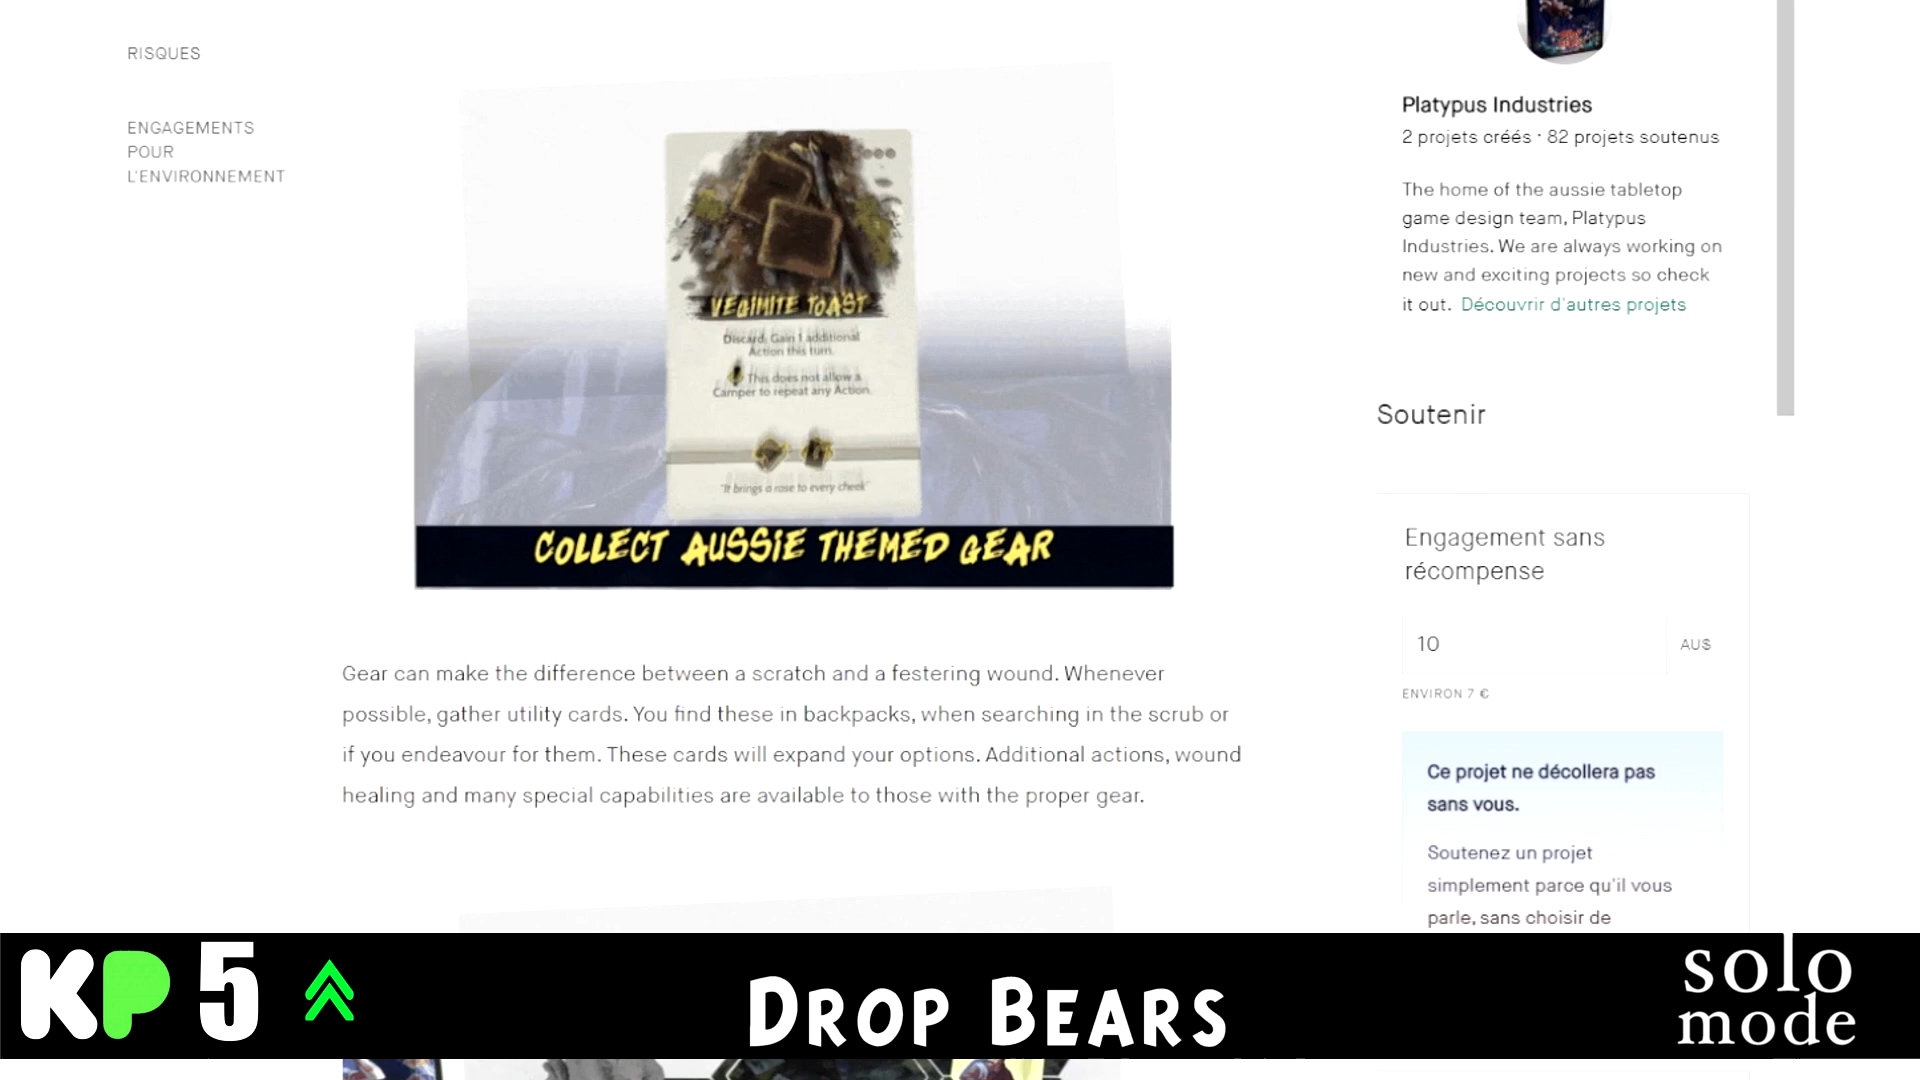 RISQUES
ENGAGEMENTS
POUR
L'ENVIRONNEMENT
VEGIMITE TOAST
Discard: Gain 1 additional
Action this turn.
This does not allow a
Camper to repeat any Action.
"It brings a rose to every cheek"
COLLECT AUSSIE THEMED GEAR
Gear can make the difference between a scratch and a festering wound. Whenever
possible, gather utility cards. You find these in backpacks, when searching in the scrub or
if you endeavour for them. These cards will expand your options. Additional actions, wound
healing and many special capabilities are available to those with the proper gear.
Platypus Industries
2 projets créés · 82 projets soutenus
The home of the aussie tabletop
game design team, Platypus
Industries. We are always working on
new and exciting projects so check
it out. Découvrir d'autres projets
Soutenir
Engagement sans
récompense
10 AU$
ENVIRON 7 €
Ce projet ne décollera pas
sans vous.
Soutenez un projet
simplement parce qu'il vous
parle, sans choisir de
KP 5
DROP BEARS
solo
mode